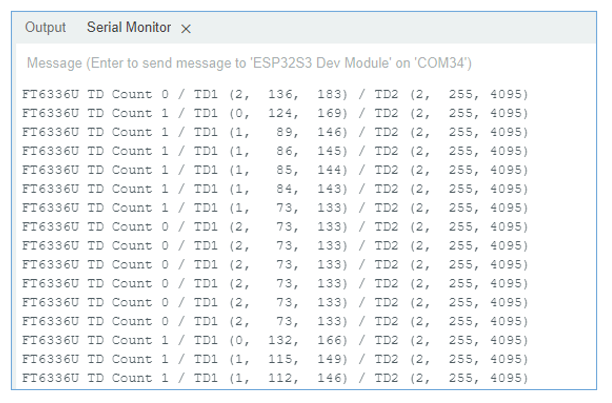 Output Serial Monitor ×
Message (Enter to send message to 'ESP32S3 Dev Module' on 'COM34')
FT6336U TD Count 0 / TD1 (2,  136,  183) / TD2 (2,  255, 4095)
FT6336U TD Count 1 / TD1 (0,  124,  169) / TD2 (2,  255, 4095)
FT6336U TD Count 1 / TD1 (1,   89,  146) / TD2 (2,  255, 4095)
FT6336U TD Count 1 / TD1 (1,   86,  145) / TD2 (2,  255, 4095)
FT6336U TD Count 1 / TD1 (1,   85,  144) / TD2 (2,  255, 4095)
FT6336U TD Count 1 / TD1 (1,   84,  143) / TD2 (2,  255, 4095)
FT6336U TD Count 1 / TD1 (1,   73,  133) / TD2 (2,  255, 4095)
FT6336U TD Count 0 / TD1 (2,   73,  133) / TD2 (2,  255, 4095)
FT6336U TD Count 0 / TD1 (2,   73,  133) / TD2 (2,  255, 4095)
FT6336U TD Count 0 / TD1 (2,   73,  133) / TD2 (2,  255, 4095)
FT6336U TD Count 0 / TD1 (2,   73,  133) / TD2 (2,  255, 4095)
FT6336U TD Count 0 / TD1 (2,   73,  133) / TD2 (2,  255, 4095)
FT6336U TD Count 0 / TD1 (2,   73,  133) / TD2 (2,  255, 4095)
FT6336U TD Count 1 / TD1 (0,  132,  166) / TD2 (2,  255, 4095)
FT6336U TD Count 1 / TD1 (1,  115,  149) / TD2 (2,  255, 4095)
FT6336U TD Count 1 / TD1 (1,  112,  146) / TD2 (2,  255, 4095)